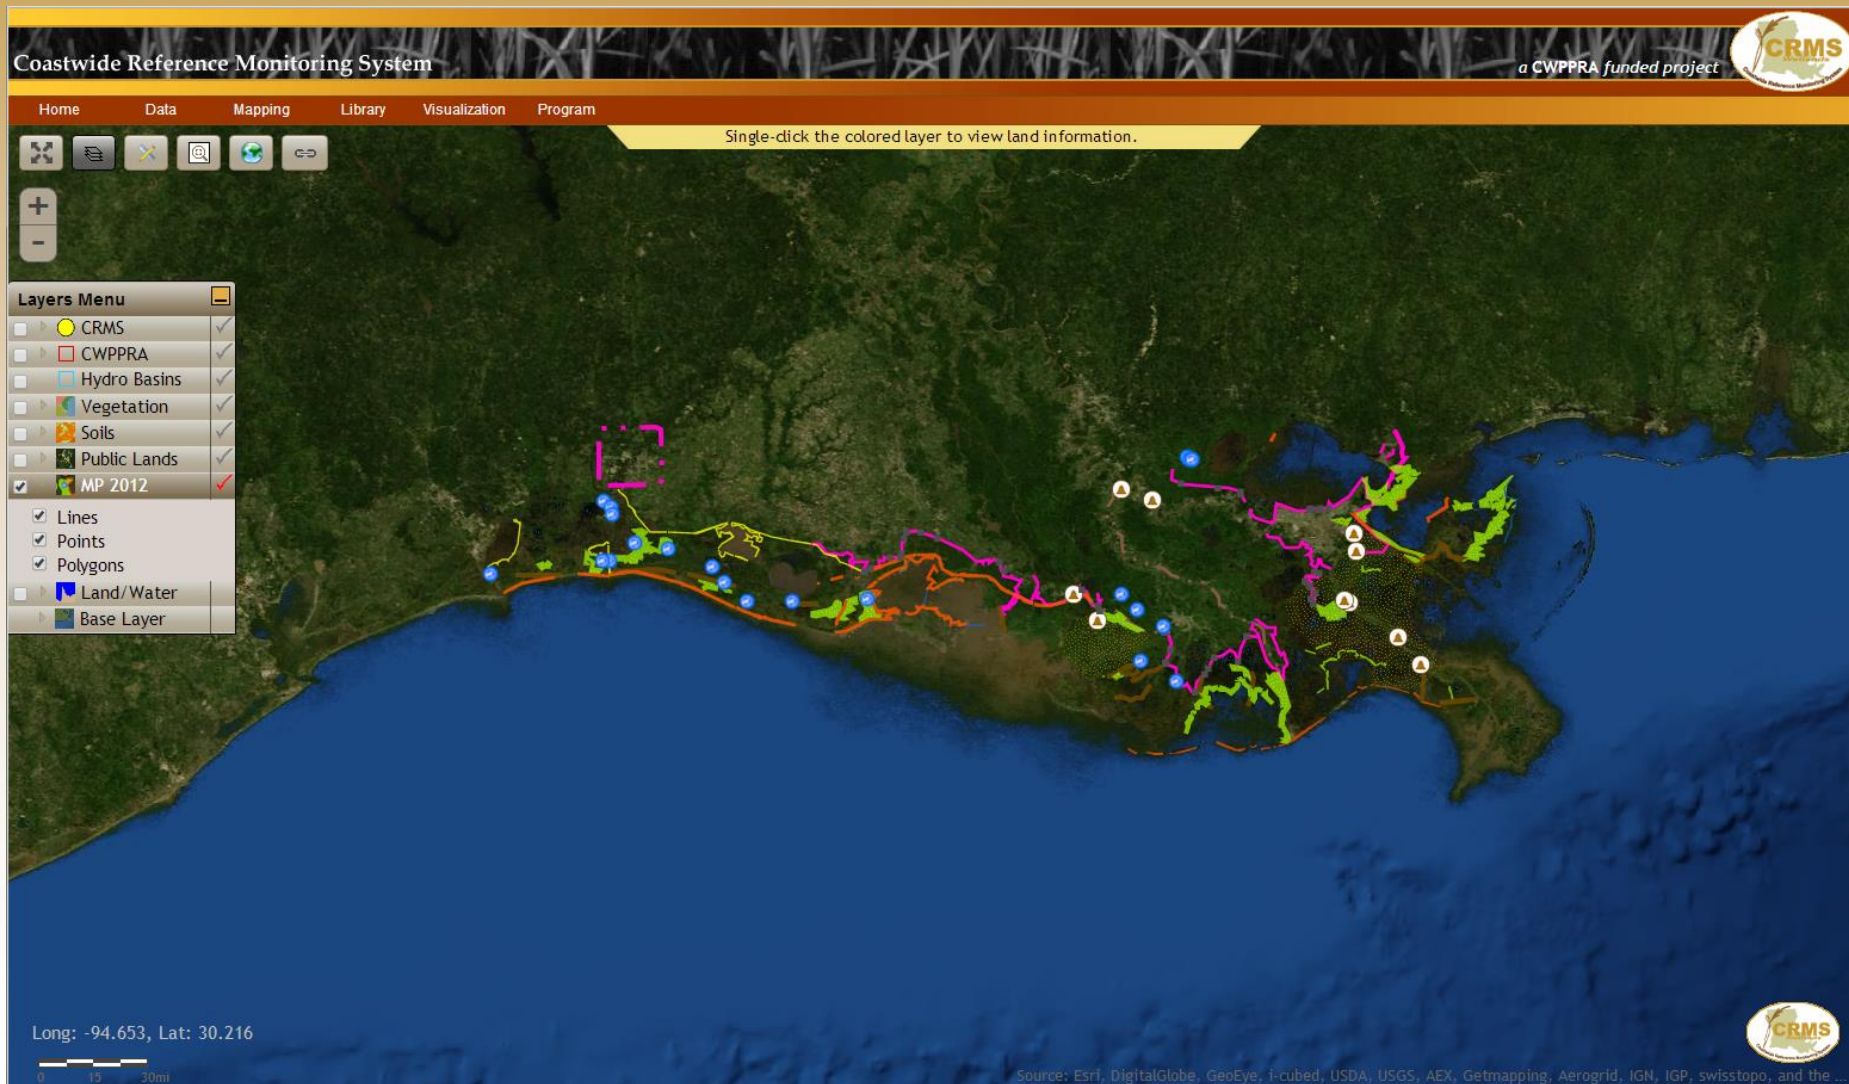 Coastwide Reference Monitoring System
a CWPPRA funded project
CRMS
Home Data Mapping Library Visualization Program
Single-click the colored layer to view land information.
+
-
Layers Menu
CRMS
CWPPRA
Hydro Basins
Vegetation
Soils
Public Lands
MP 2012
Lines
Points
Polygons
Land/Water
Base Layer
Long: -94.653, Lat: 30.216
0 15 30mi
CRMS
Source: Esri, DigitalGlobe, GeoEye, i-cubed, USDA, USGS, AEX, Getmapping, Aerogrid, IGN, IGP, swisstopo, and the ...